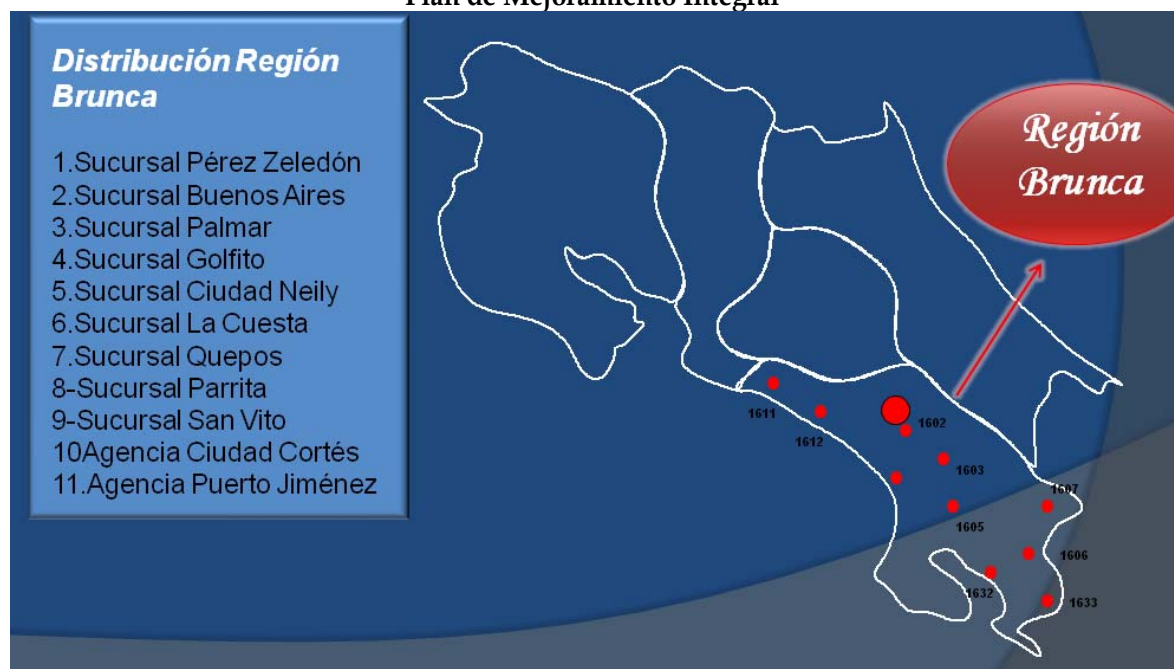 Plan de Mejoramiento Integral
Distribución Región
Brunca
1.Sucursal Pérez Zeledón
2.Sucursal Buenos Aires
3.Sucursal Palmar
4.Sucursal Golfito
5.Sucursal Ciudad Neily
6.Sucursal La Cuesta
7.Sucursal Quepos
8-Sucursal Parrita
9-Sucursal San Vito
10Agencia Ciudad Cortés
11.Agencia Puerto Jiménez
Región
Brunca
1611
1612
1602
1603
1607
1605
1606
1632
1633